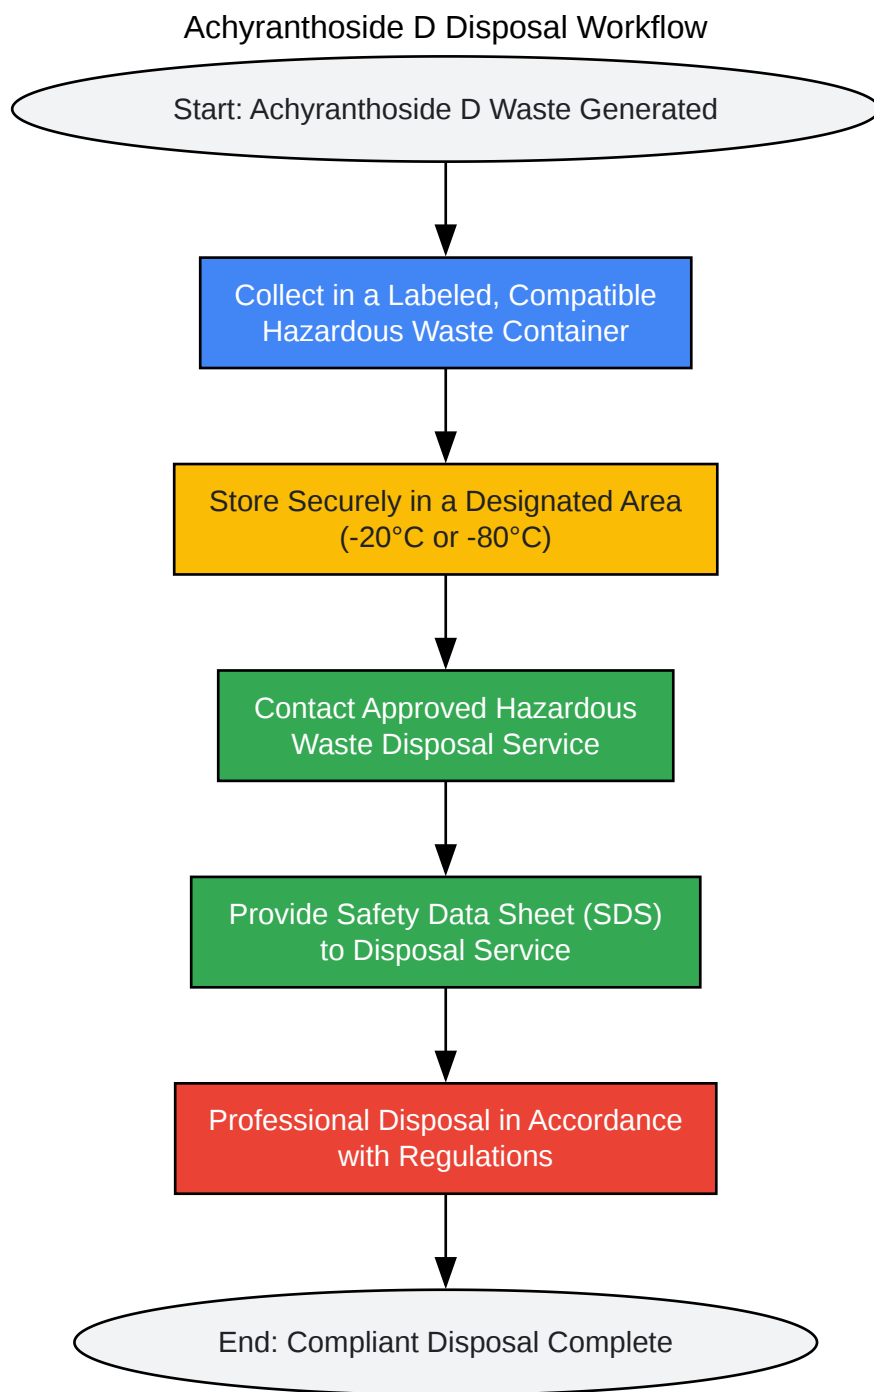 Achyranthoside D Disposal Workflow
Start: Achyranthoside D Waste Generated
Collect in a Labeled, Compatible
Hazardous Waste Container
Store Securely in a Designated Area
(-20°C or -80°C)
Contact Approved Hazardous
Waste Disposal Service
Provide Safety Data Sheet (SDS)
to Disposal Service
Professional Disposal in Accordance
with Regulations
End: Compliant Disposal Complete